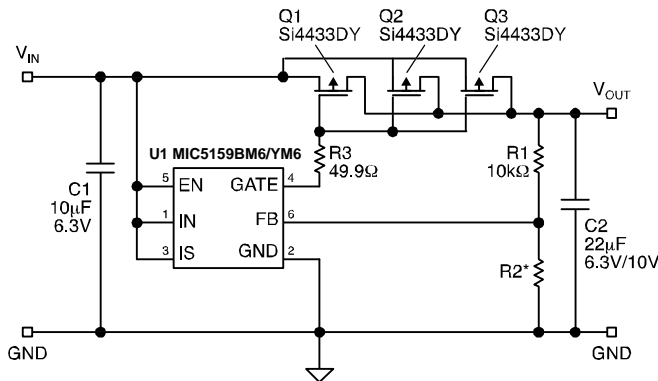 Q1
Si4433DY
Q2
Si4433DY
Q3
Si4433DY
VIN
VOUT
U1 MIC5159BM6/YM6
R3
49.9Ω
R1
10kΩ
C1
10µF
6.3V
5
EN
GATE
4
1
IN
FB
6
3
IS
GND
2
C2
22µF
6.3V/10V
R2*
GND
GND